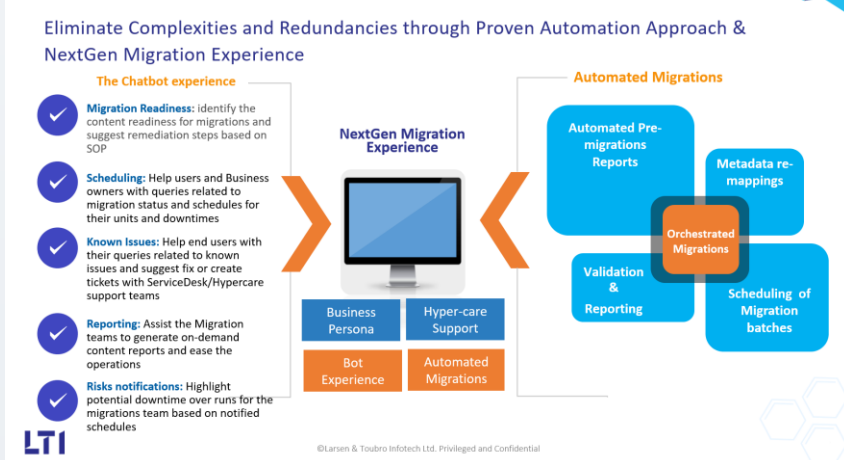 Eliminate Complexities and Redundancies through Proven Automation Approach &
NextGen Migration Experience
The Chatbot experience
Migration Readiness: identify the
content readiness for migrations and
suggest remediation steps based on
SOP
Scheduling: Help users and Business
owners with queries related to
migration status and schedules for
their units and downtimes
Known Issues: Help end users with
their queries related to known
issues and suggest fix or create
tickets with ServiceDesk/Hypercare
support teams
Reporting: Assist the Migration
teams to generate on-demand
content reports and ease the
operations
Risks notifications: Highlight
potential downtime over runs for the
migrations team based on notified
schedules
NextGen Migration
Experience
Business
Persona
Hyper-care
Support
Bot
Experience
Automated
Migrations
Automated Migrations
Automated Pre-
migrations
Reports
Metadata re-
mappings
Orchestrated
Migrations
Validation
&
Reporting
Scheduling of
Migration
batches
LTI
©Larsen & Toubro Infotech Ltd. Privileged and Confidential